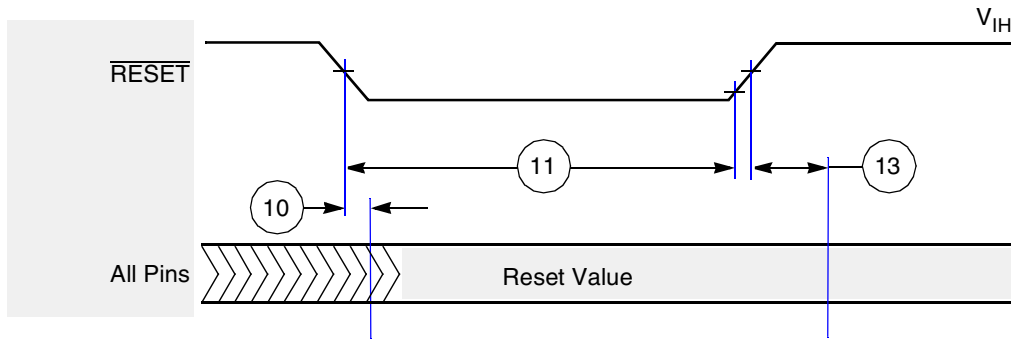 V_IH
RESET
11
13
10
All Pins
Reset Value